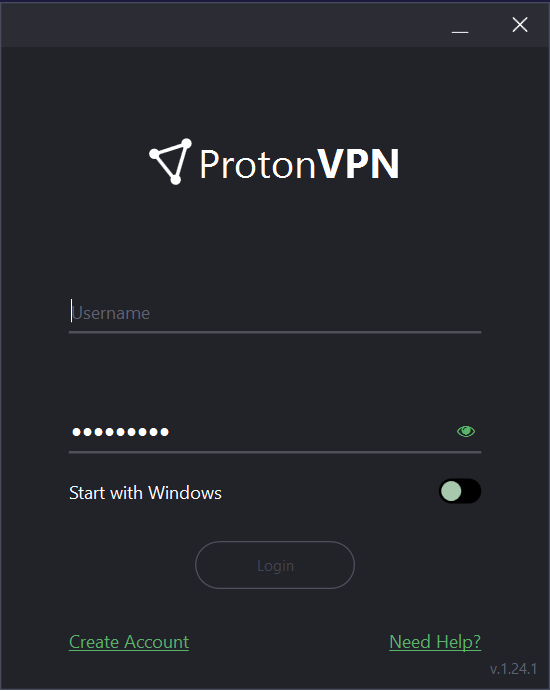 ProtonVPN
Username
•••••••••
Start with Windows
Login
Create Account
Need Help?
v.1.24.1